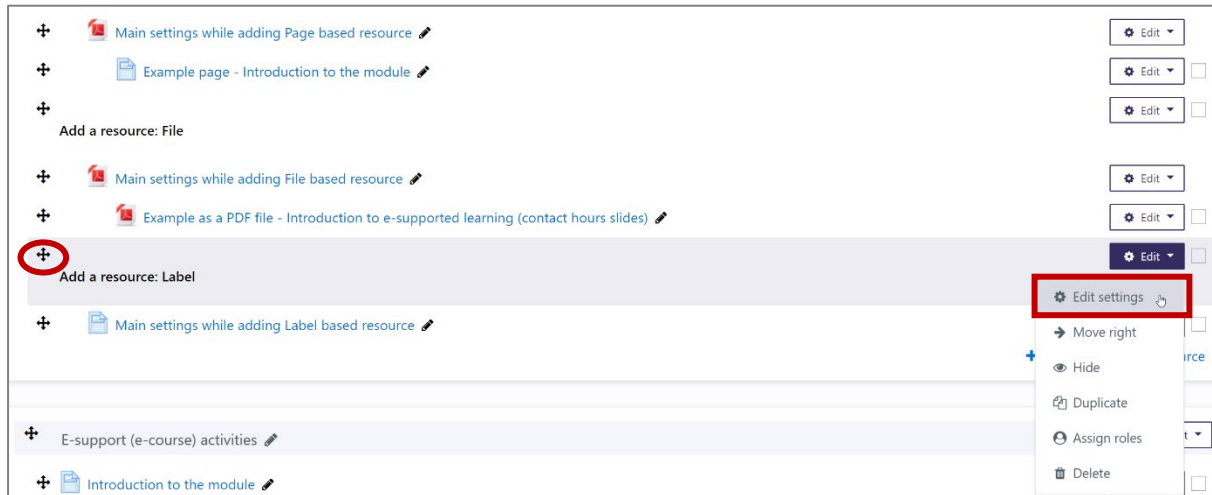 Main settings while adding Page based resource Edit
Example page - Introduction to the module Edit
Edit
Add a resource: File
Main settings while adding File based resource Edit
Example as a PDF file - Introduction to e-supported learning (contact hours slides) Edit
Edit
Add a resource: Label
Edit settings
Main settings while adding Label based resource
Move right
Hide
Duplicate
E-support (e-course) activities
Assign roles
Delete
Introduction to the module